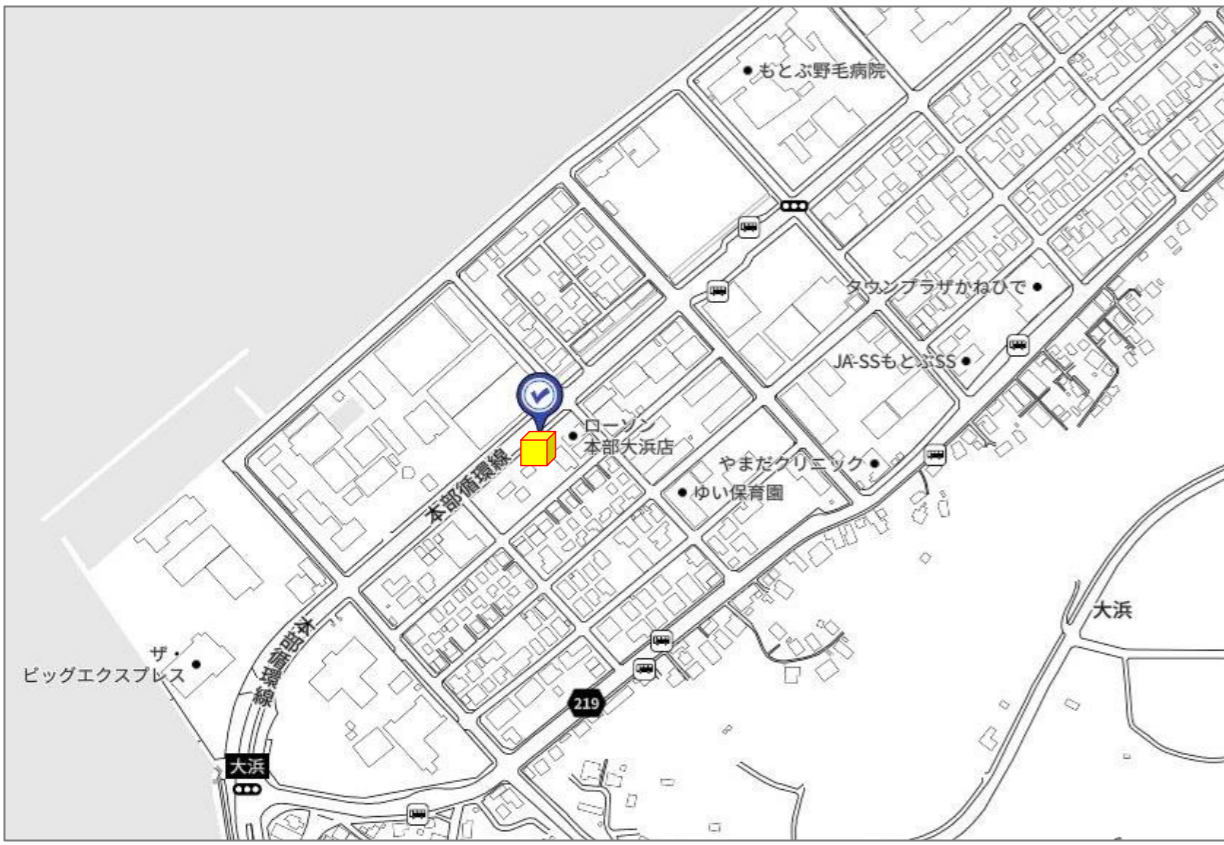 もとぶ野毛病院
タウンプラザかねひで
JA-SSもとぶSS
ローソン
本部大浜店
やまだクリニック
ゆい保育園
本部循環線
大浜
本部循環線
ザ・
ビッグエクスプレス
219
大浜